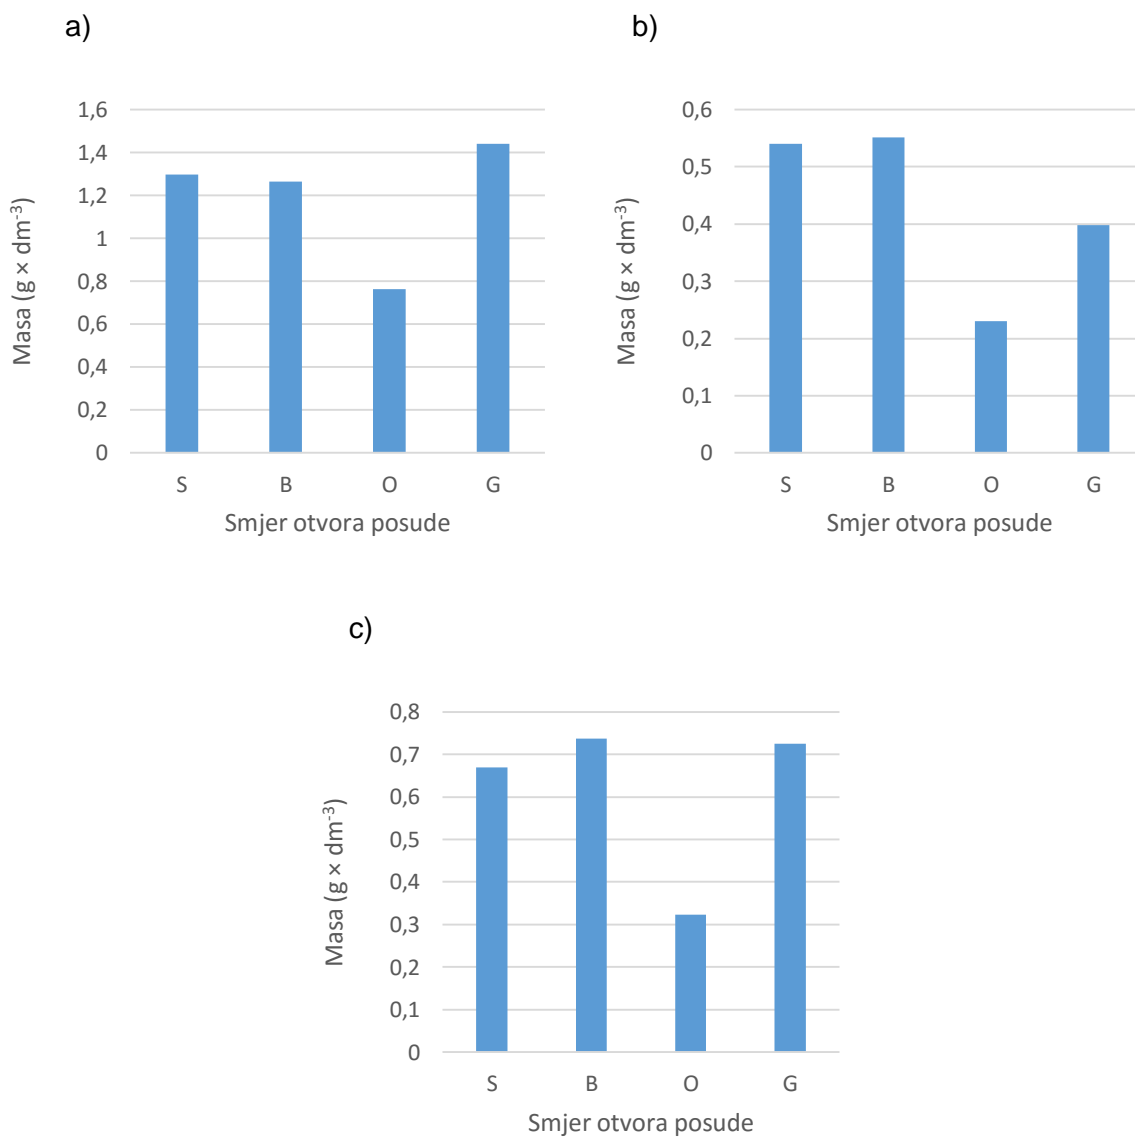 a)
1,6
1,4
1,2
1
0,8
0,6
0,4
0,2
0
Masa (g × dm⁻³)
S B O G
Smjer otvora posude
b)
0,6
0,5
0,4
0,3
0,2
0,1
0
Masa (g × dm⁻³)
S B O G
Smjer otvora posude
c)
0,8
0,7
0,6
0,5
0,4
0,3
0,2
0,1
0
Masa (g × dm⁻³)
S B O G
Smjer otvora posude